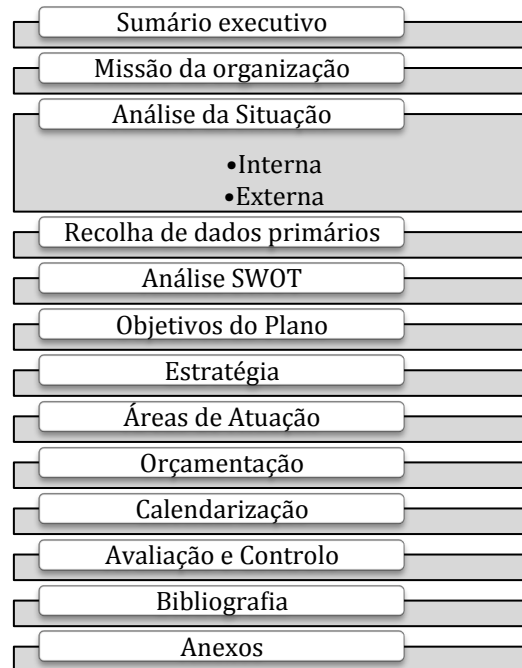 Sumário executivo
Missão da organização
Análise da Situação
•Interna
•Externa
Recolha de dados primários
Análise SWOT
Objetivos do Plano
Estratégia
Áreas de Atuação
Orçamentação
Calendarização
Avaliação e Controlo
Bibliografia
Anexos